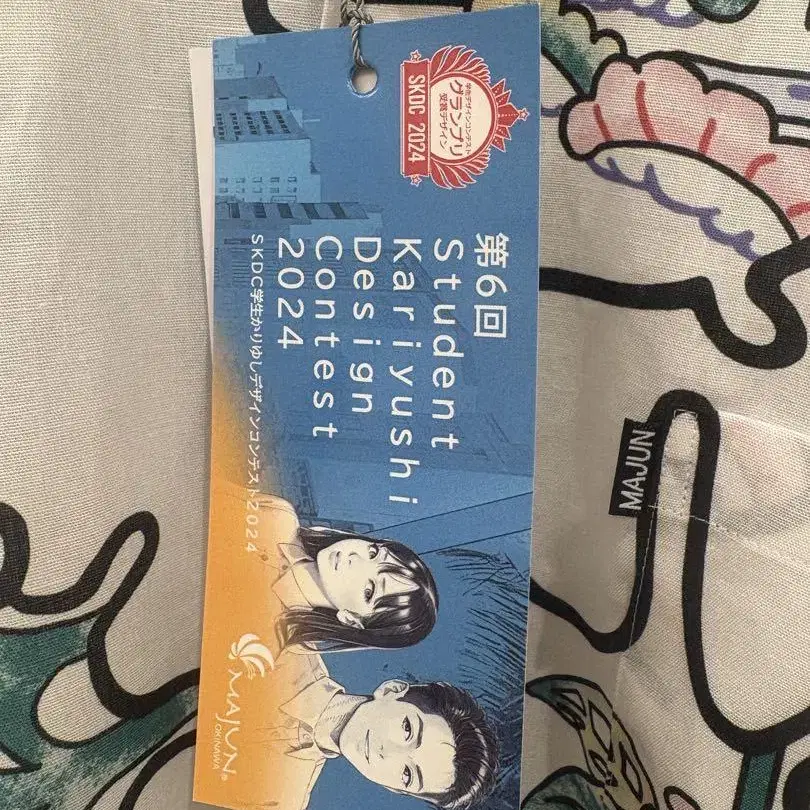 学生デザインコンテスト
グランプリ
受賞デザイン
SKDC 2024
第6回
Student
Kariyushi
Design
Contest
2024
SKDC学生かりゆしデザインコンテスト2024
MAJUN
OKINAWA
MAJUN